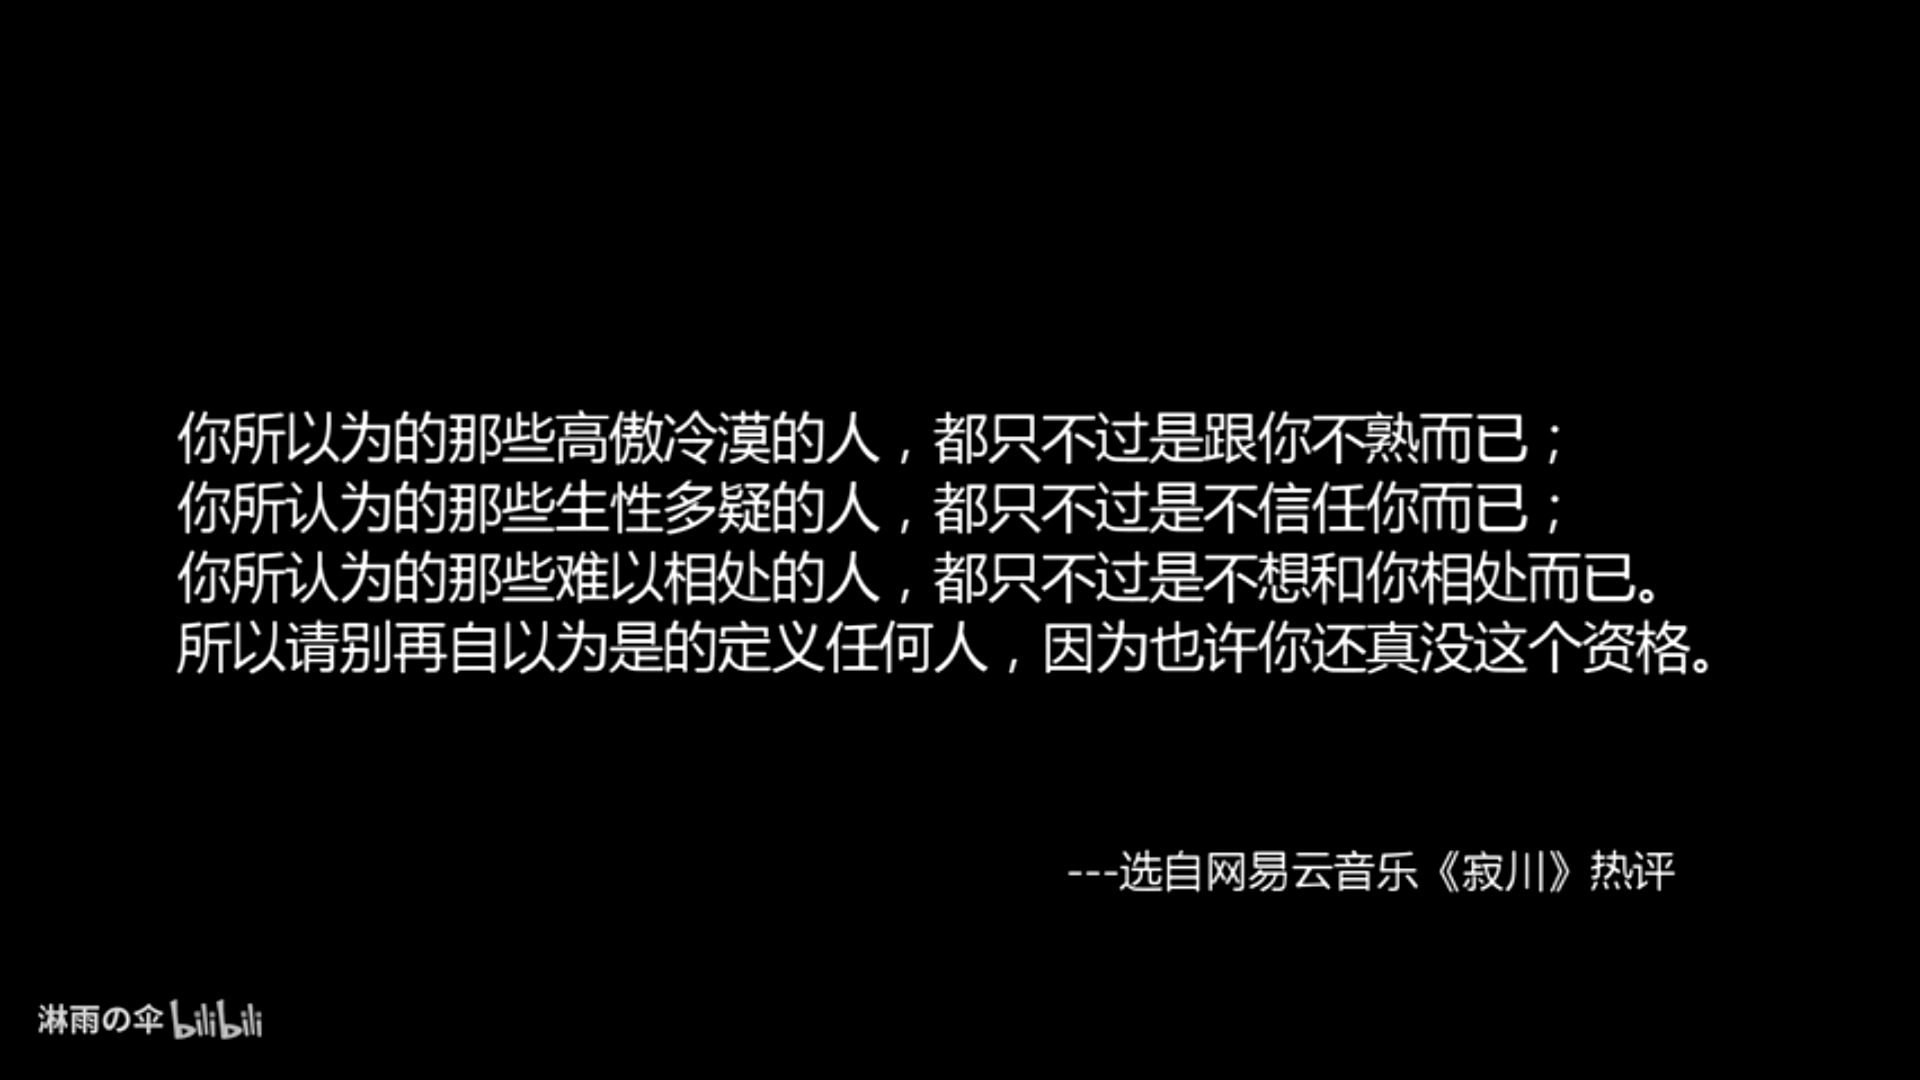 你所以为的那些高傲冷漠的人，都只不过是跟你不熟而已；
你所认为的那些生性多疑的人，都只不过是不信任你而已；
你所认为的那些难以相处的人，都只不过是不想和你相处而已。
所以请别再自以为是的定义任何人，因为也许你还真没这个资格。
---选自网易云音乐《寂川》热评
淋雨の伞 bilibili